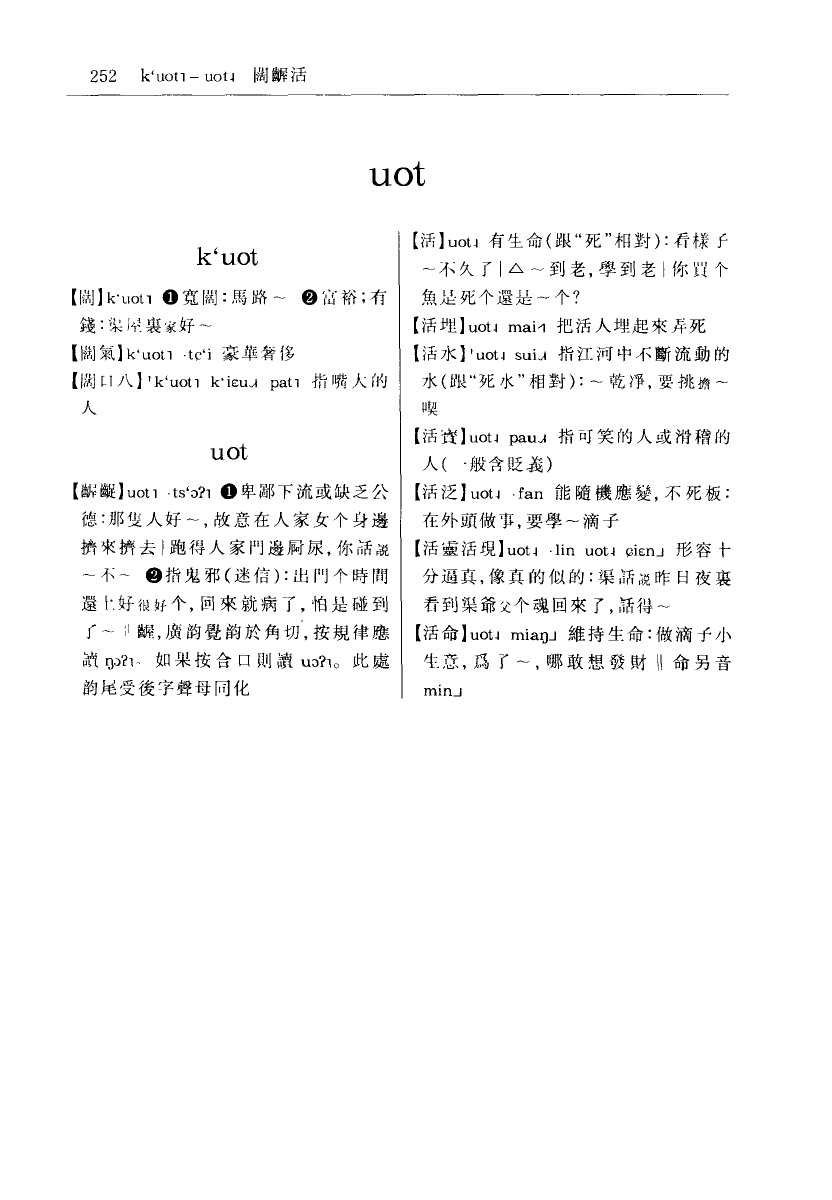 252 k‘uot˥ – uot˨ 闊齷活
uot
k‘uot
【闊】k‘uot˥ ❶寬闊：馬路～ ❷富裕；有
錢：渠屋裏家好～
【闊氣】k‘uot˥ ·tɕ‘i 豪華奢侈
【闊口八】'k‘uot˥ k‘iɛu˨˩ pat˥ 指嘴大的
人
uot
【齷齪】uot˥ ·ts‘ɔʔ˥ ❶卑鄙下流或缺乏公
德：那隻人好～，故意在人家女个身邊
擠來擠去｜跑得人家門邊屙尿，你話説
～不～ ❷指鬼邪（迷信）：出門个時間
還上好很好个，回來就病了，怕是碰到
了～‖齷，廣韵覺韵於角切，按規律應
讀 ŋɔʔ˥。如果按合口則讀 uɔʔ˥。此處
韵尾受後字聲母同化
【活】uot˨ 有生命（跟“死”相對）：看樣子
～不久了｜△～到老，學到老｜你買个
魚是死个還是～个？
【活埋】uot˨ mai 把活人埋起來弄死
【活水】'uot˨ sui˨˩ 指江河中不斷流動的
水（跟“死水”相對）：～乾凈，要挑擔～
喫
【活寶】uot˨ pau˨˩ 指可笑的人或滑稽的
人（一般含貶義）
【活泛】uot˨ ·fan 能隨機應變，不死板：
在外頭做事，要學～滴子
【活靈活現】uot˨ ·lin uot˨ ɕiɛn˩ 形容十
分逼真，像真的似的：渠話説昨日夜裏
看到渠爺父个魂回來了，話得～
【活命】uot˨ miaŋ˩ 維持生命：做滴子小
生意，爲了～，哪敢想發財‖命另音
min˩